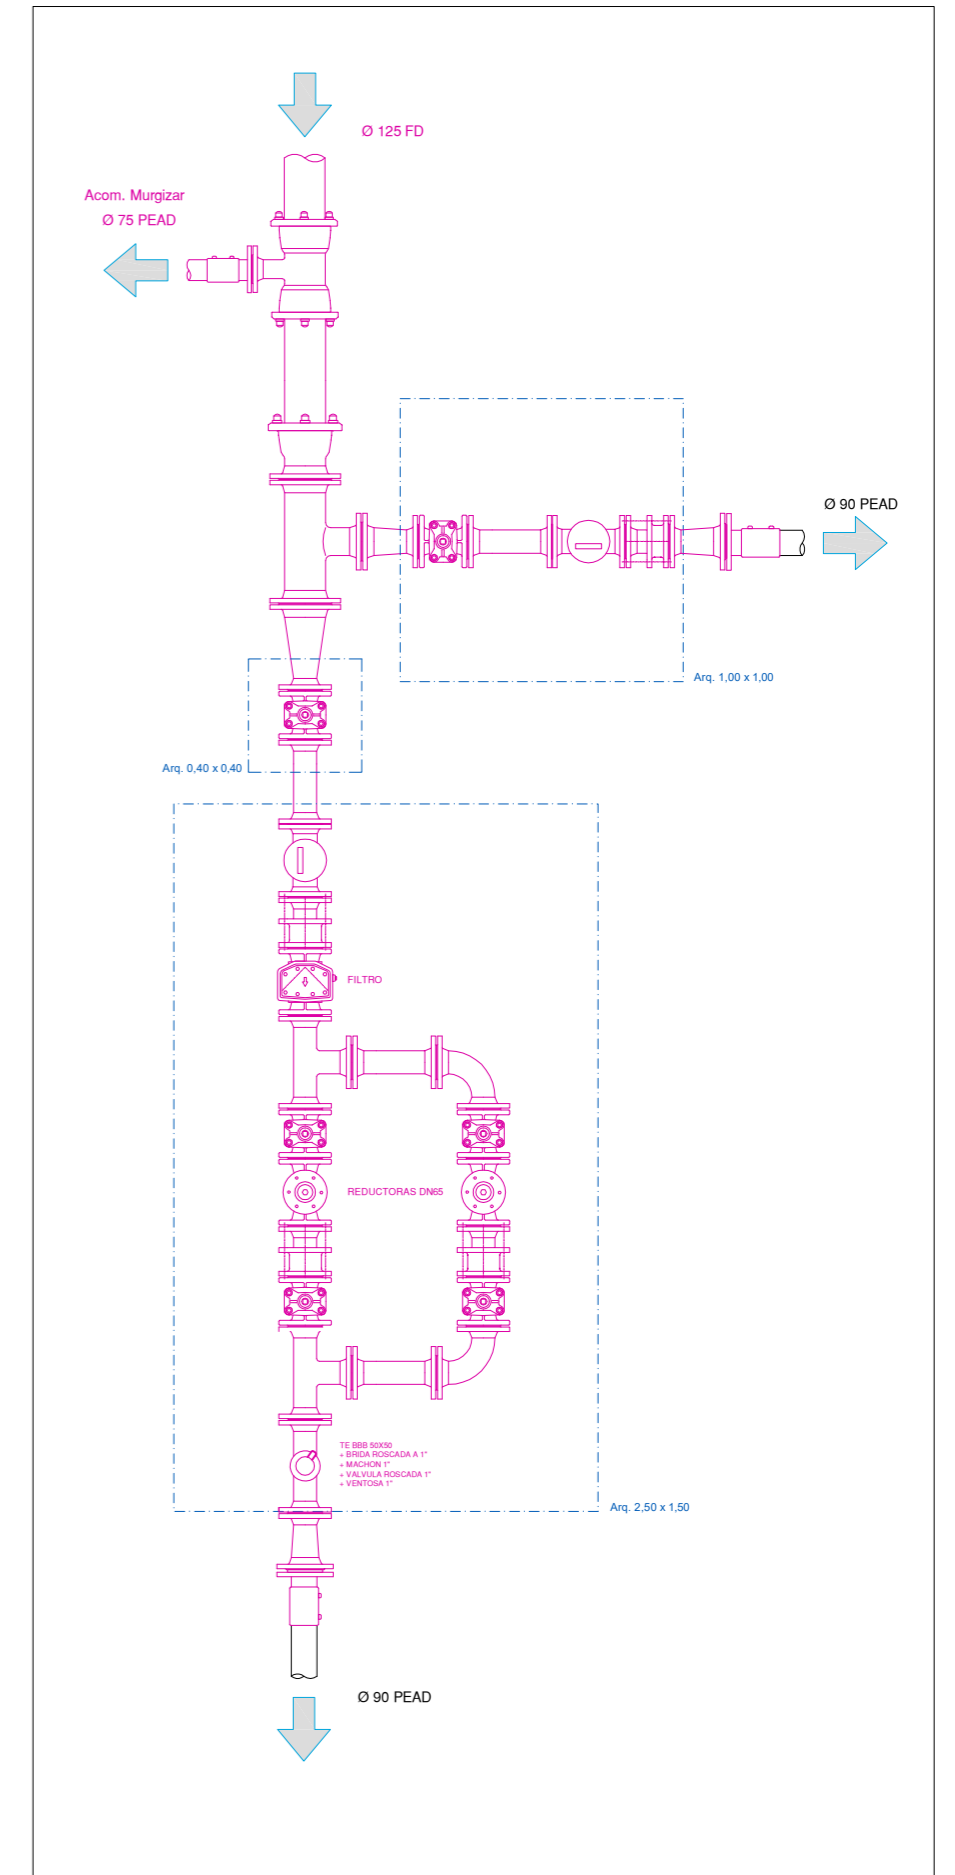 Ø 125 FD
Acom. Murgizar
Ø 75 PEAD
Ø 90 PEAD
Arq. 1,00 x 1,00
Arq. 0,40 x 0,40
FILTRO
REDUCTORAS DN65
TE BBB 50X50
+ BRIDA ROSCADA A 1"
+ MACHON 1"
+ VALVULA ROSCADA 1"
+ VENTOSA 1"
Arq. 2,50 x 1,50
Ø 90 PEAD